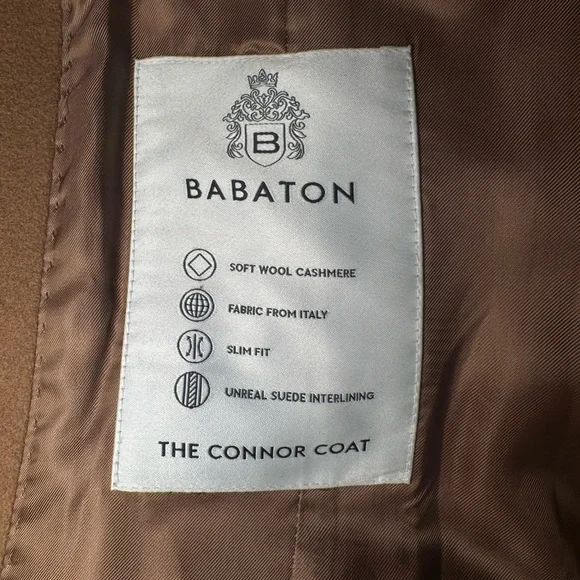 B
BABATON
SOFT WOOL CASHMERE
FABRIC FROM ITALY
SLIM FIT
UNREAL SUEDE INTERLINING
THE CONNOR COAT